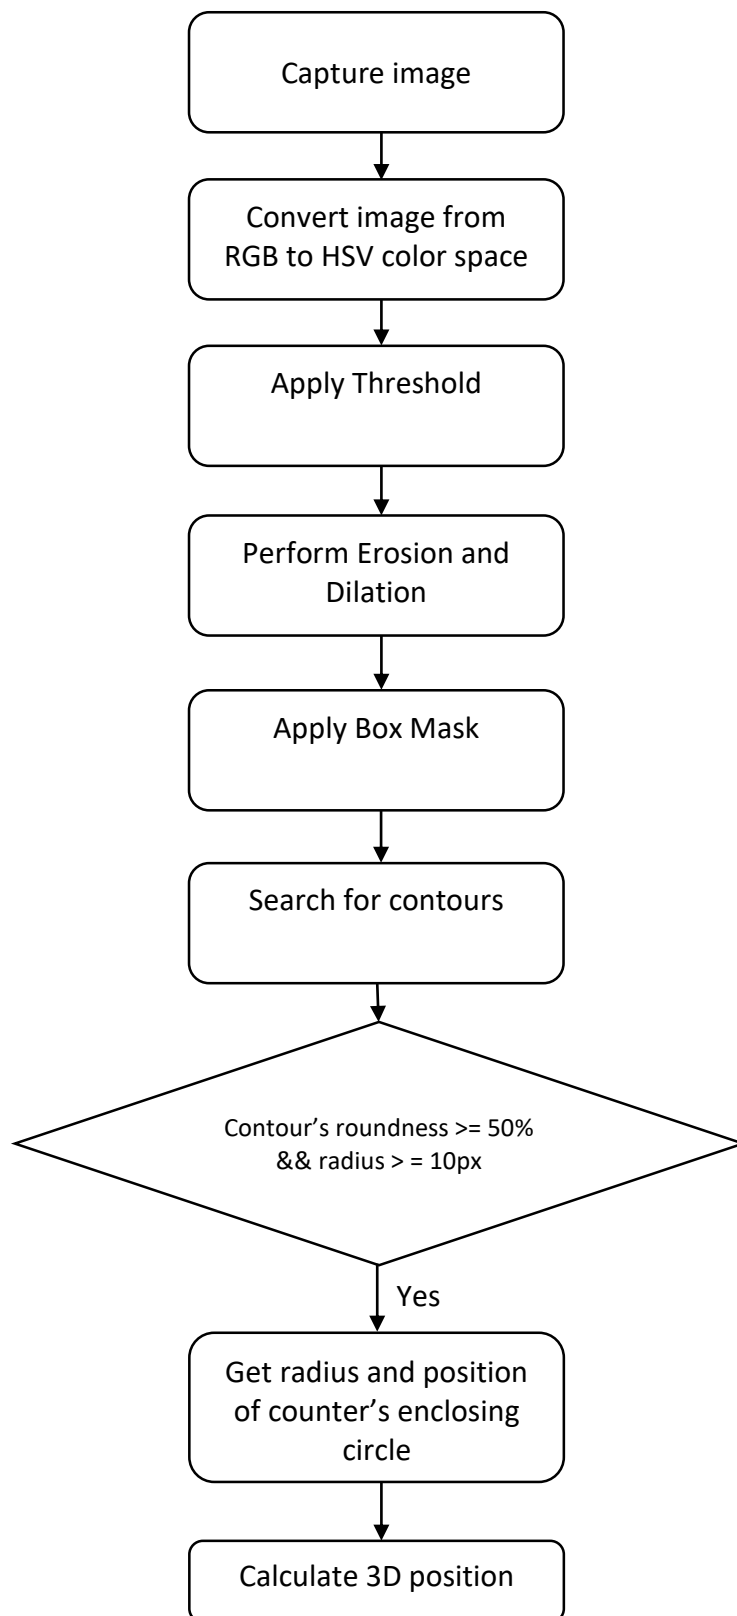 Capture image
Convert image from
RGB to HSV color space
Apply Threshold
Perform Erosion and
Dilation
Apply Box Mask
Search for contours
Contour’s roundness >= 50%
&& radius > = 10px
Yes
Get radius and position
of counter’s enclosing
circle
Calculate 3D position